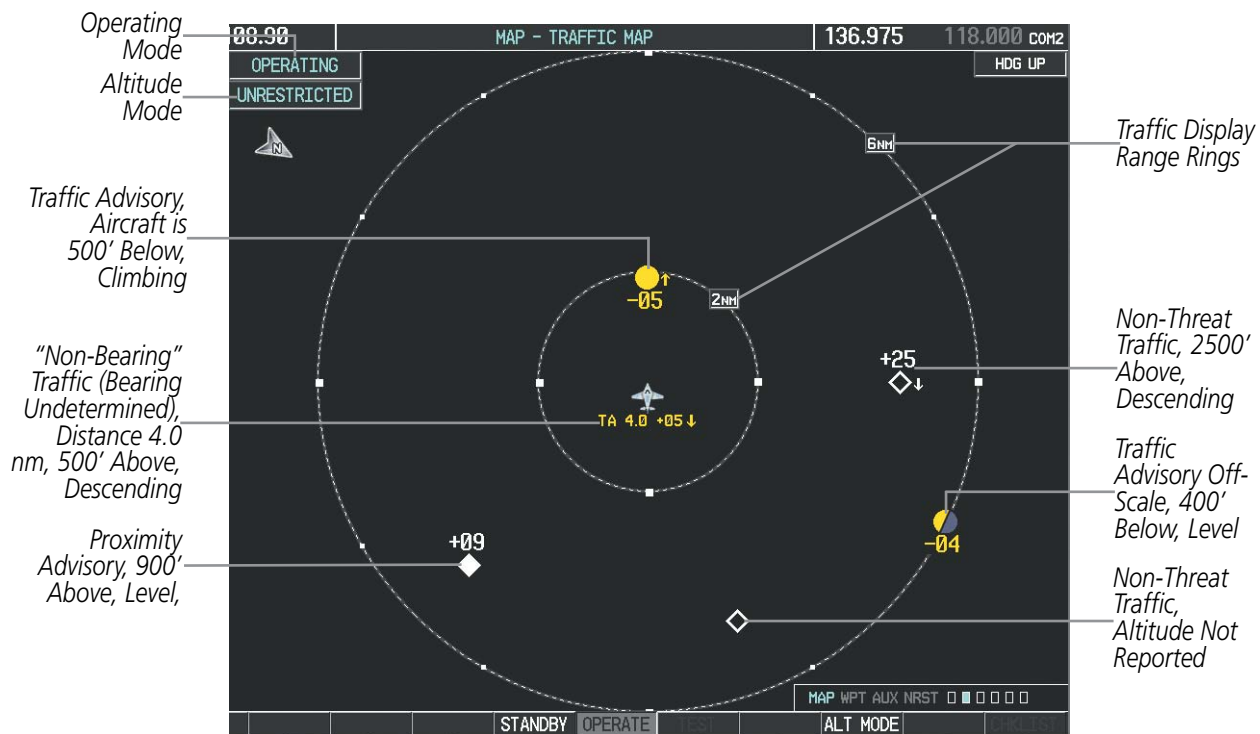 Operating
Mode
Altitude
Mode
Traffic Advisory,
Aircraft is
500’ Below,
Climbing
“Non-Bearing”
Traffic (Bearing
Undetermined),
Distance 4.0
nm, 500’ Above,
Descending
Proximity
Advisory, 900’
Above, Level,
08.90
MAP – TRAFFIC MAP
136.975 118.000 COM2
OPERATING
HDG UP
UNRESTRICTED
N
6NM
-05
2NM
+25
TA 4.0 +05↓
-04
+09
MAP WPT AUX NRST
STANDBY OPERATE TEST ALT MODE CHKLIST
Traffic Display
Range Rings
Non-Threat
Traffic, 2500’
Above,
Descending
Traffic
Advisory Off-
Scale, 400’
Below, Level
Non-Threat
Traffic,
Altitude Not
Reported